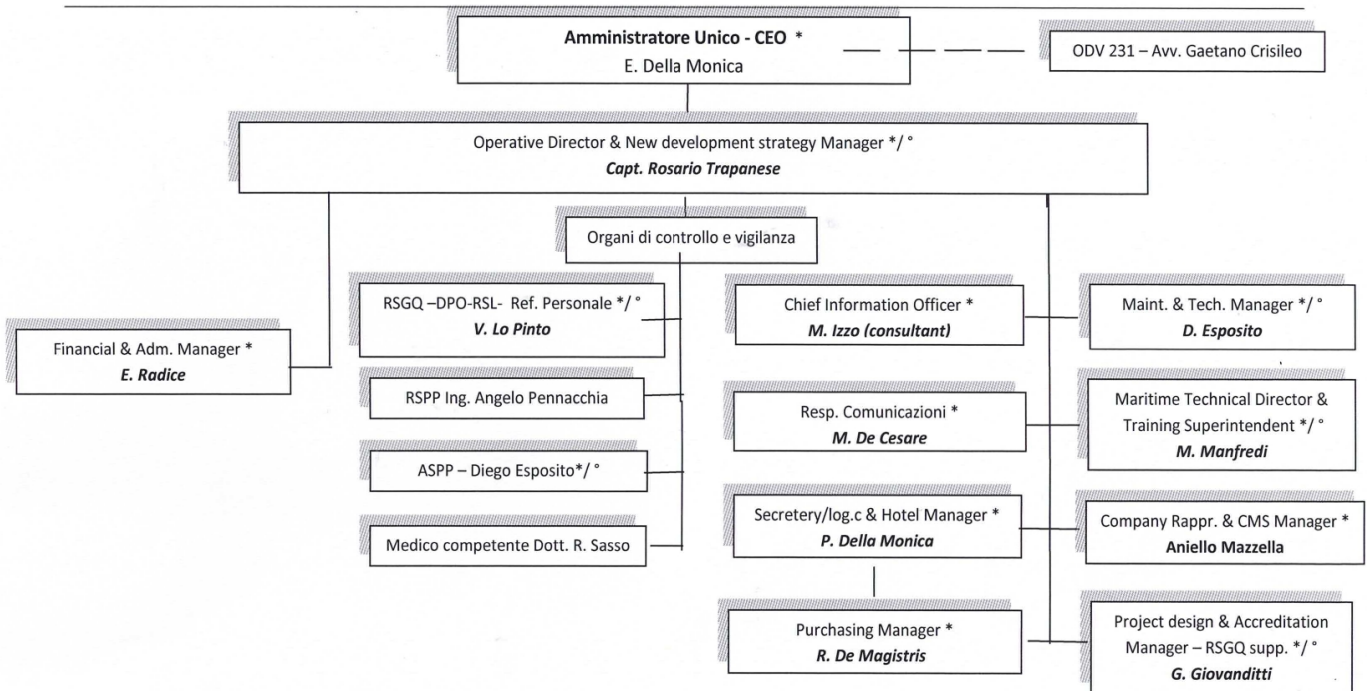 Amministratore Unico - CEO *
E. Della Monica
ODV 231 – Avv. Gaetano Crisileo
Operative Director & New development strategy Manager */ °
Capt. Rosario Trapanese
Organi di controllo e vigilanza
RSGQ –DPO-RSL- Ref. Personale */ °
V. Lo Pinto
Chief Information Officer *
M. Izzo (consultant)
Maint. & Tech. Manager */ °
D. Esposito
Financial & Adm. Manager *
E. Radice
RSPP Ing. Angelo Pennacchia
Resp. Comunicazioni *
M. De Cesare
Maritime Technical Director &
Training Superintendent */ °
M. Manfredi
ASPP – Diego Esposito*/ °
Secretery/log.c & Hotel Manager *
P. Della Monica
Company Rappr. & CMS Manager *
Aniello Mazzella
Medico competente Dott. R. Sasso
Purchasing Manager *
R. De Magistris
Project design & Accreditation
Manager – RSGQ supp. */ °
G. Giovanditti